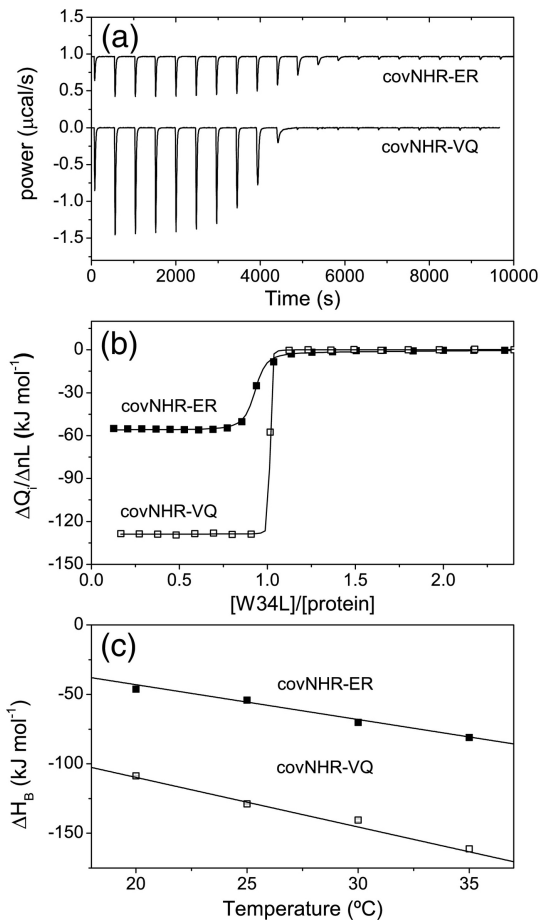 (a)
1.0
0.5
0.0
-0.5
-1.0
-1.5
power (μcal/s)
covNHR-ER
covNHR-VQ
0 2000 4000 6000 8000 10000
Time (s)
(b)
0
-30
-60
-90
-120
-150
ΔQi/ΔnL (kJ mol-1)
covNHR-ER
covNHR-VQ
0.0 0.5 1.0 1.5 2.0
[W34L]/[protein]
(c)
0
-50
-100
-150
ΔHB (kJ mol-1)
covNHR-ER
covNHR-VQ
20 25 30 35
Temperature (ºC)